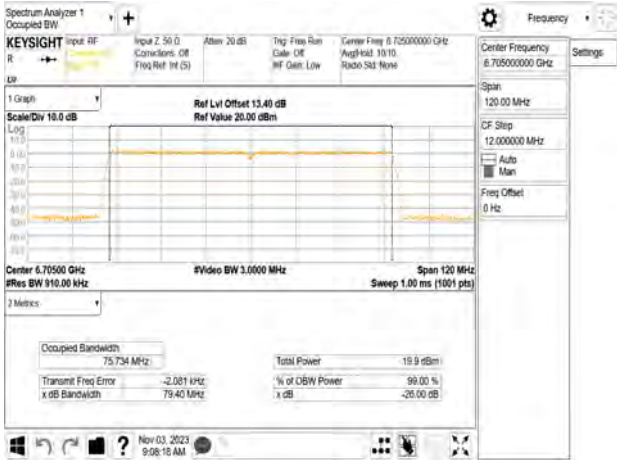 Spectrum Analyzer 1
Occupied BW
+
Frequency
KEYSIGHT
R
Input: RF
Input Z: 50 Ω
Corrections: Off
Freq Ref: Int (S)
Atten: 20 dB
Trig: Free Run
Gate: Off
#IF Gain: Low
Center Freq: 6.705000000 GHz
Avg|Hold: 10/10
Radio Std: None
Center Frequency
6.705000000 GHz
Settings
Span
120.00 MHz
CF Step
12.000000 MHz
Auto
Man
Freq Offset
0 Hz
1 Graph
Scale/Div 10.0 dB
Ref Lvl Offset 13.40 dB
Ref Value 20.00 dBm
Log
Center 6.70500 GHz
#Video BW 3.0000 MHz
Span 120 MHz
#Res BW 910.00 kHz
Sweep 1.00 ms (1001 pts)
2 Metrics
Occupied Bandwidth
75.734 MHz
Total Power
19.9 dBm
Transmit Freq Error
-2.081 kHz
% of OBW Power
99.00 %
x dB Bandwidth
79.40 MHz
x dB
-26.00 dB
?
Nov 03, 2023
9:08:18 AM